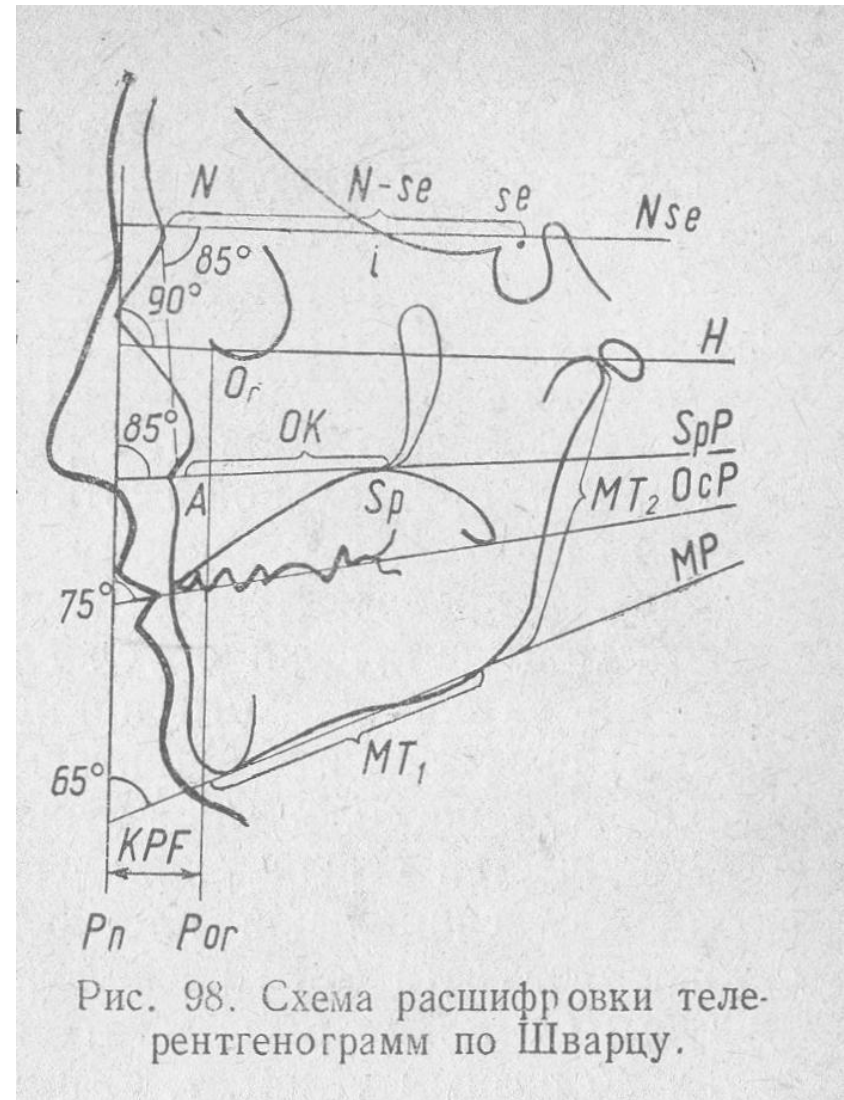 N N-se se Nse
85°
i
90°
H
Or
85° OK SpP
A Sp MT₂ OcP
MP
75°
MT₁
65°
KPF
Pn Por
Рис. 98. Схема расшифровки теле-
рентгенограмм по Шварцу.